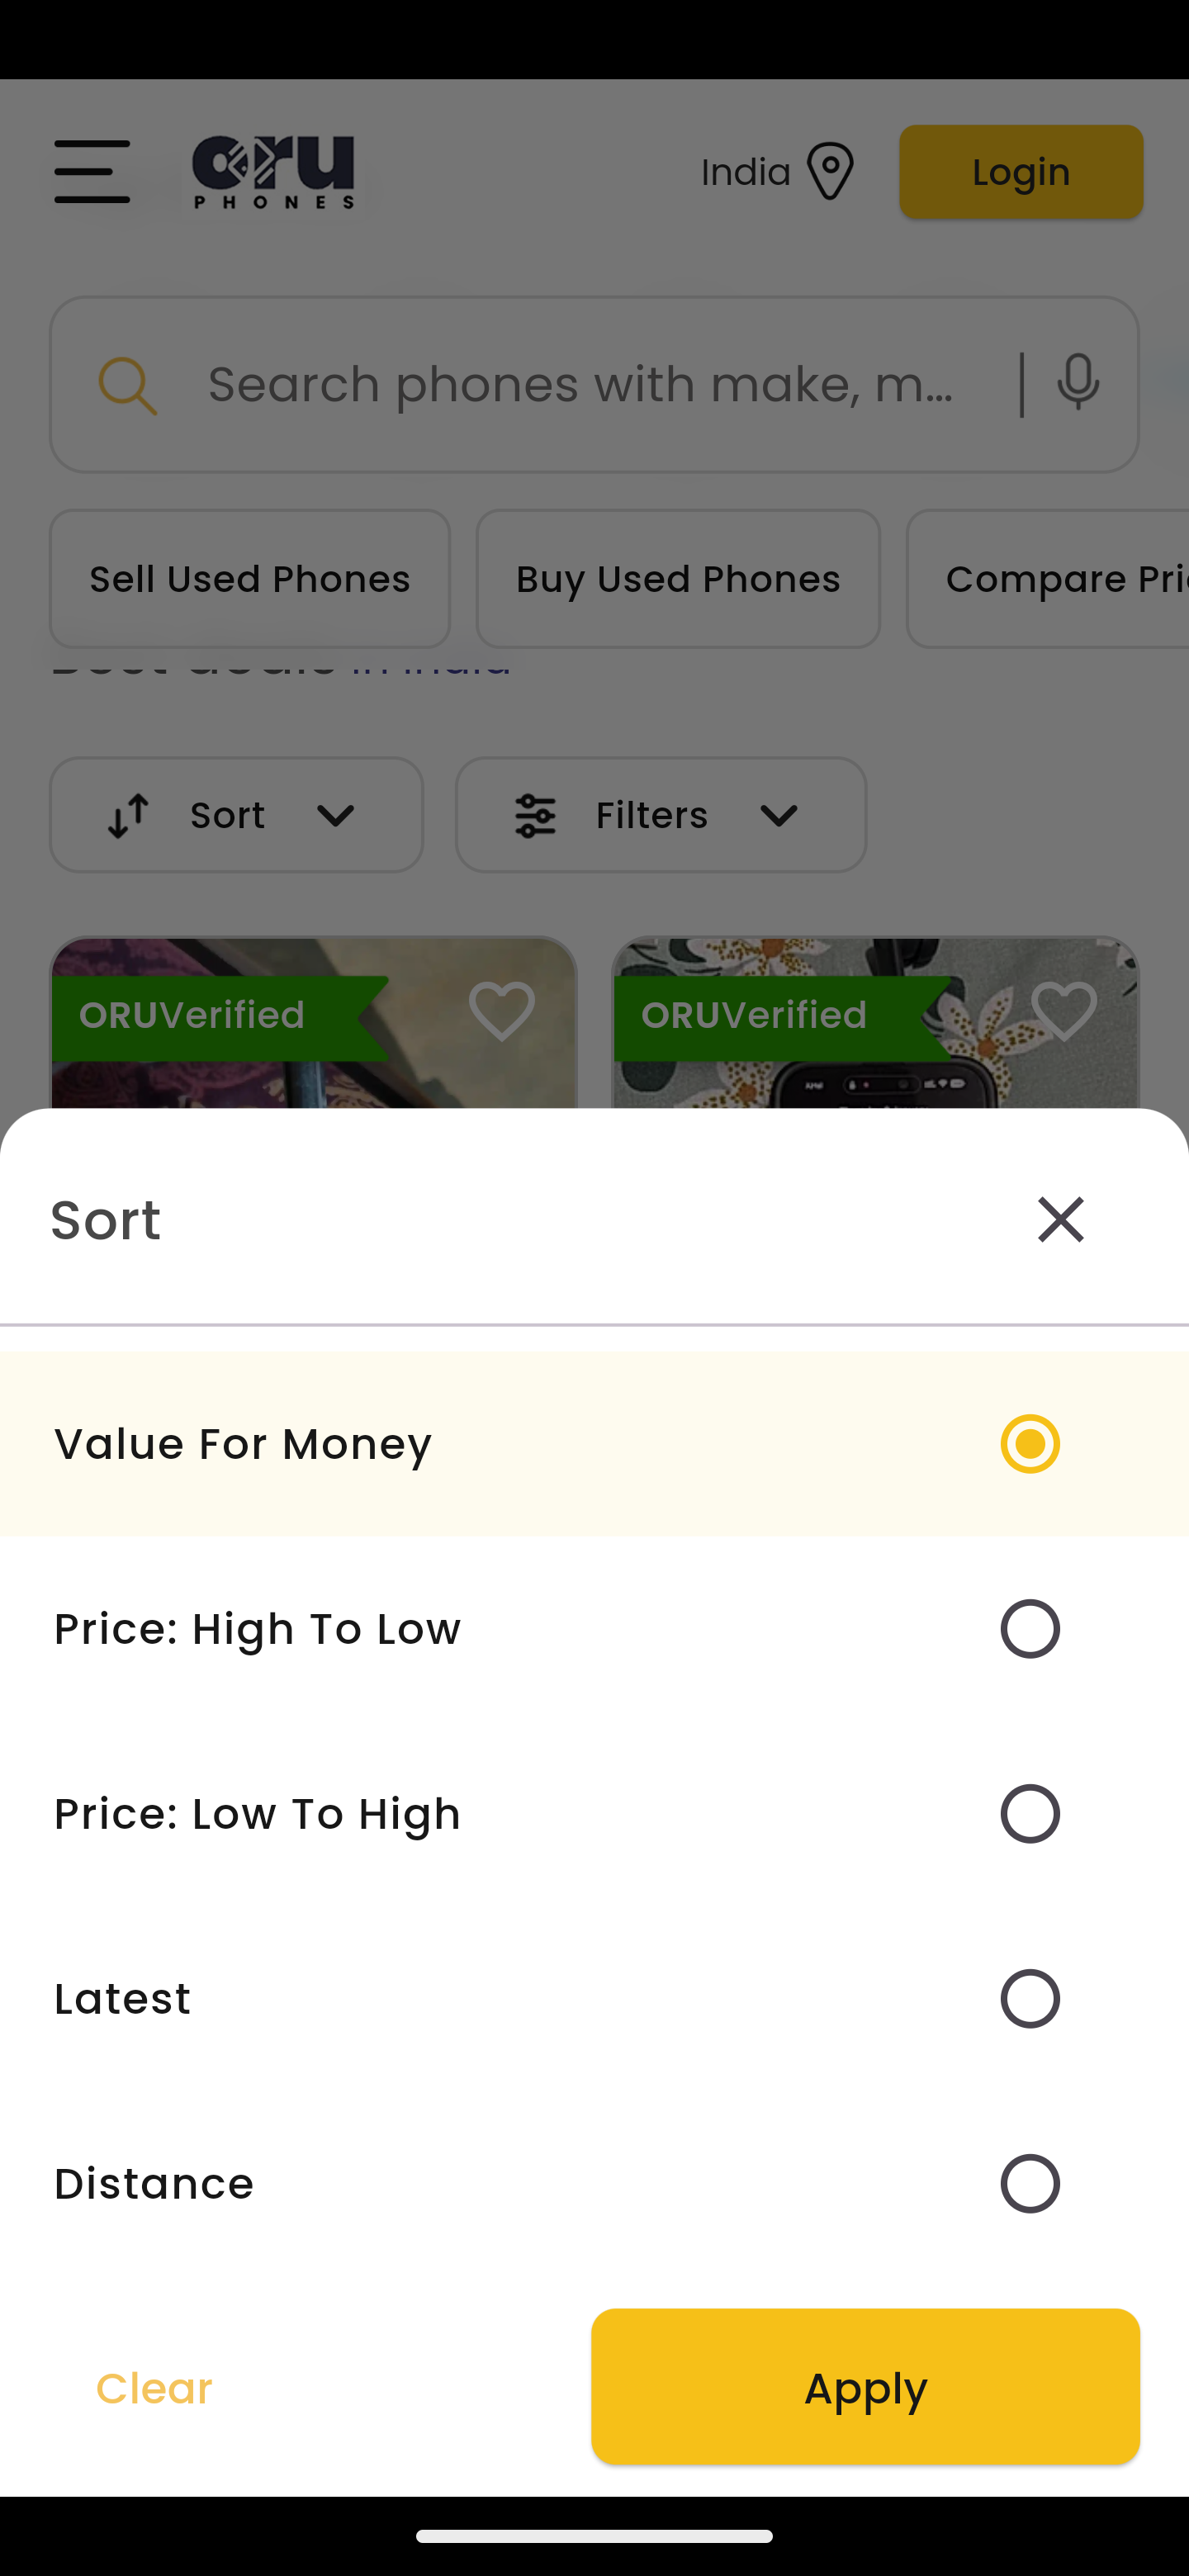 oru
PHONES
India
Login
Search phones with make, m...
Sell Used Phones
Buy Used Phones
Compare Pri
in India
Sort
Filters
ORUVerified
ORUVerified
Sort
Value For Money
Price: High To Low
Price: Low To High
Latest
Distance
Clear
Apply